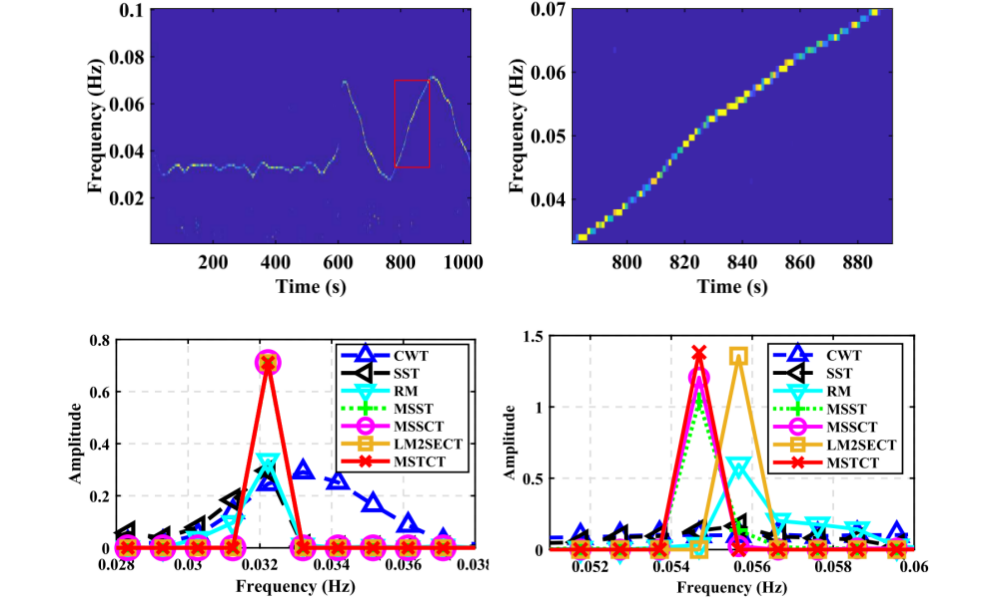 0.1
0.08
0.06
0.04
0.02
Frequency (Hz)
200 400 600 800 1000
Time (s)
0.07
0.06
0.05
0.04
Frequency (Hz)
800 820 840 860 880
Time (s)
0.8
0.6
0.4
0.2
0
Amplitude
CWT
SST
RM
MSST
MSSCT
LM2SECT
MSTCT
0.028 0.03 0.032 0.034 0.036
Frequency (Hz)
1.5
1
0.5
0
Amplitude
CWT
SST
RM
MSST
MSSCT
LM2SECT
MSTCT
0.052 0.054 0.056 0.058 0.06
Frequency (Hz)